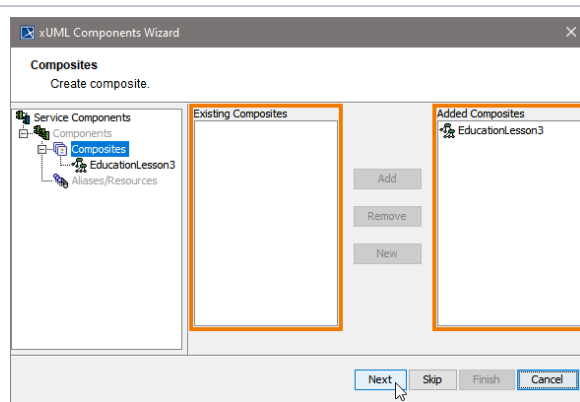 xUML Components Wizard
Composites
Create composite.
Service Components
Components
Composites
EducationLesson3
Aliases/Resources
Existing Composites
Add
Remove
New
Added Composites
EducationLesson3
Next
Skip
Finish
Cancel